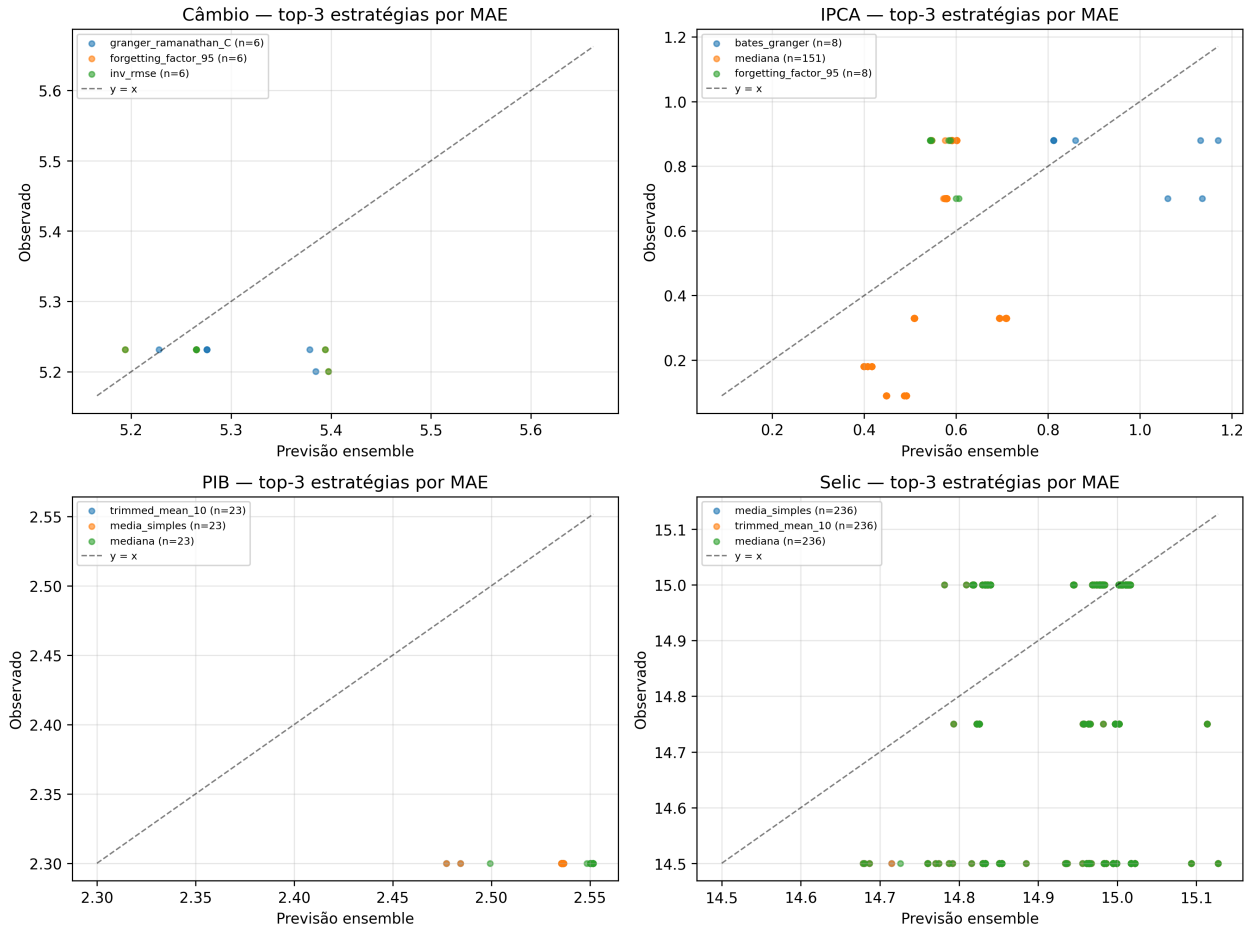 Câmbio — top-3 estratégias por MAE
granger_ramanathan_C (n=6)
forgetting_factor_95 (n=6)
inv_rmse (n=6)
y = x
5.6
5.5
5.4
5.3
5.2
Observado
5.2 5.3 5.4 5.5 5.6
Previsão ensemble
IPCA — top-3 estratégias por MAE
bates_granger (n=8)
mediana (n=151)
forgetting_factor_95 (n=8)
y = x
1.2
1.0
0.8
0.6
0.4
0.2
Observado
0.2 0.4 0.6 0.8 1.0 1.2
Previsão ensemble
PIB — top-3 estratégias por MAE
trimmed_mean_10 (n=23)
media_simples (n=23)
mediana (n=23)
y = x
2.55
2.50
2.45
2.40
2.35
2.30
Observado
2.30 2.35 2.40 2.45 2.50 2.55
Previsão ensemble
Selic — top-3 estratégias por MAE
media_simples (n=236)
trimmed_mean_10 (n=236)
mediana (n=236)
y = x
15.1
15.0
14.9
14.8
14.7
14.6
14.5
Observado
14.5 14.6 14.7 14.8 14.9 15.0 15.1
Previsão ensemble